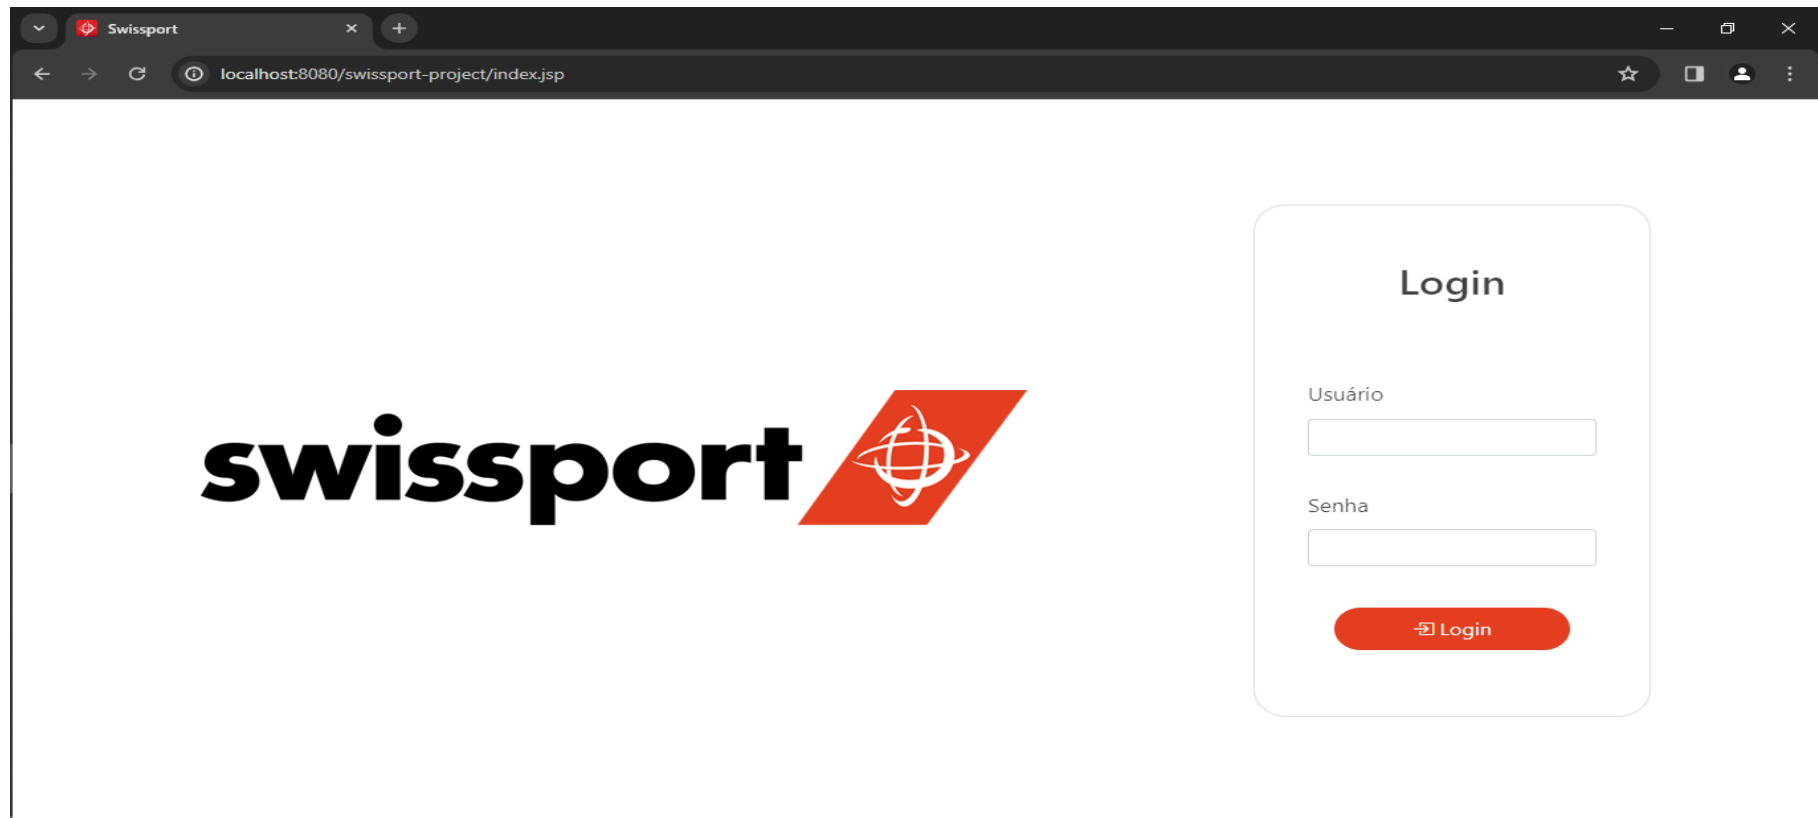 Swissport
localhost:8080/swissport-project/index.jsp
Login
swissport
Usuário
Senha
Login